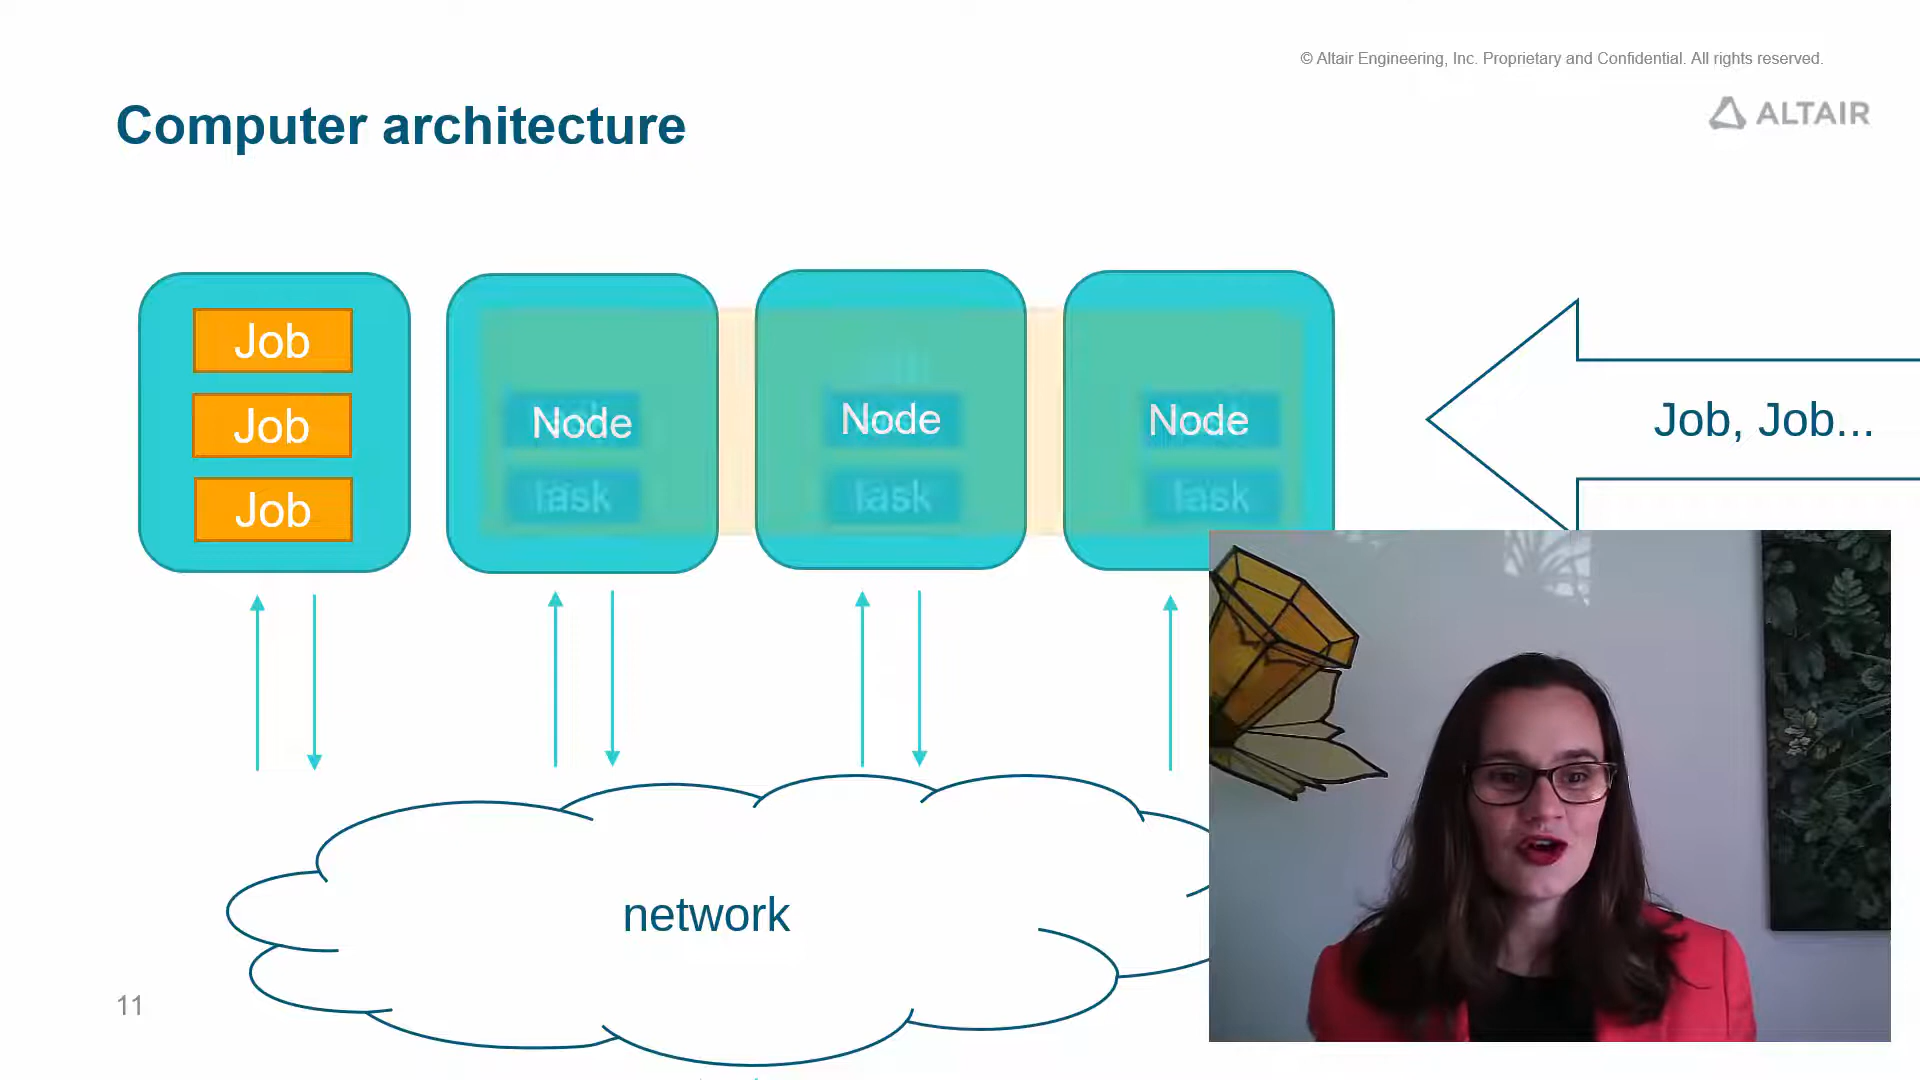 © Altair Engineering, Inc. Proprietary and Confidential. All rights reserved.
ALTAIR
Computer architecture
Job
Job
Job
Node
Task
Node
Task
Node
Task
Job, Job...
network
11